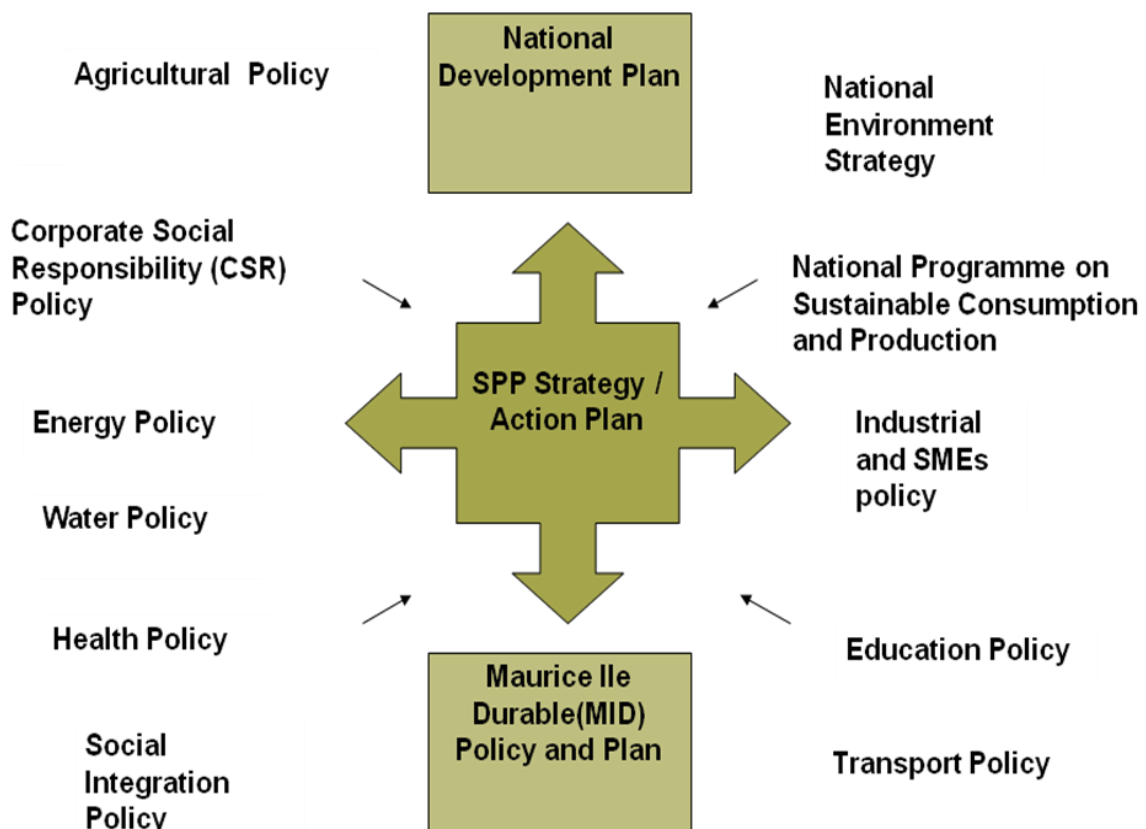 National
Development Plan
Agricultural Policy
National
Environment
Strategy
Corporate Social
Responsibility (CSR)
Policy
National Programme on
Sustainable Consumption
and Production
SPP Strategy /
Action Plan
Energy Policy
Industrial
and SMEs
policy
Water Policy
Health Policy
Education Policy
Maurice Ile
Durable(MID)
Policy and Plan
Social
Integration
Policy
Transport Policy